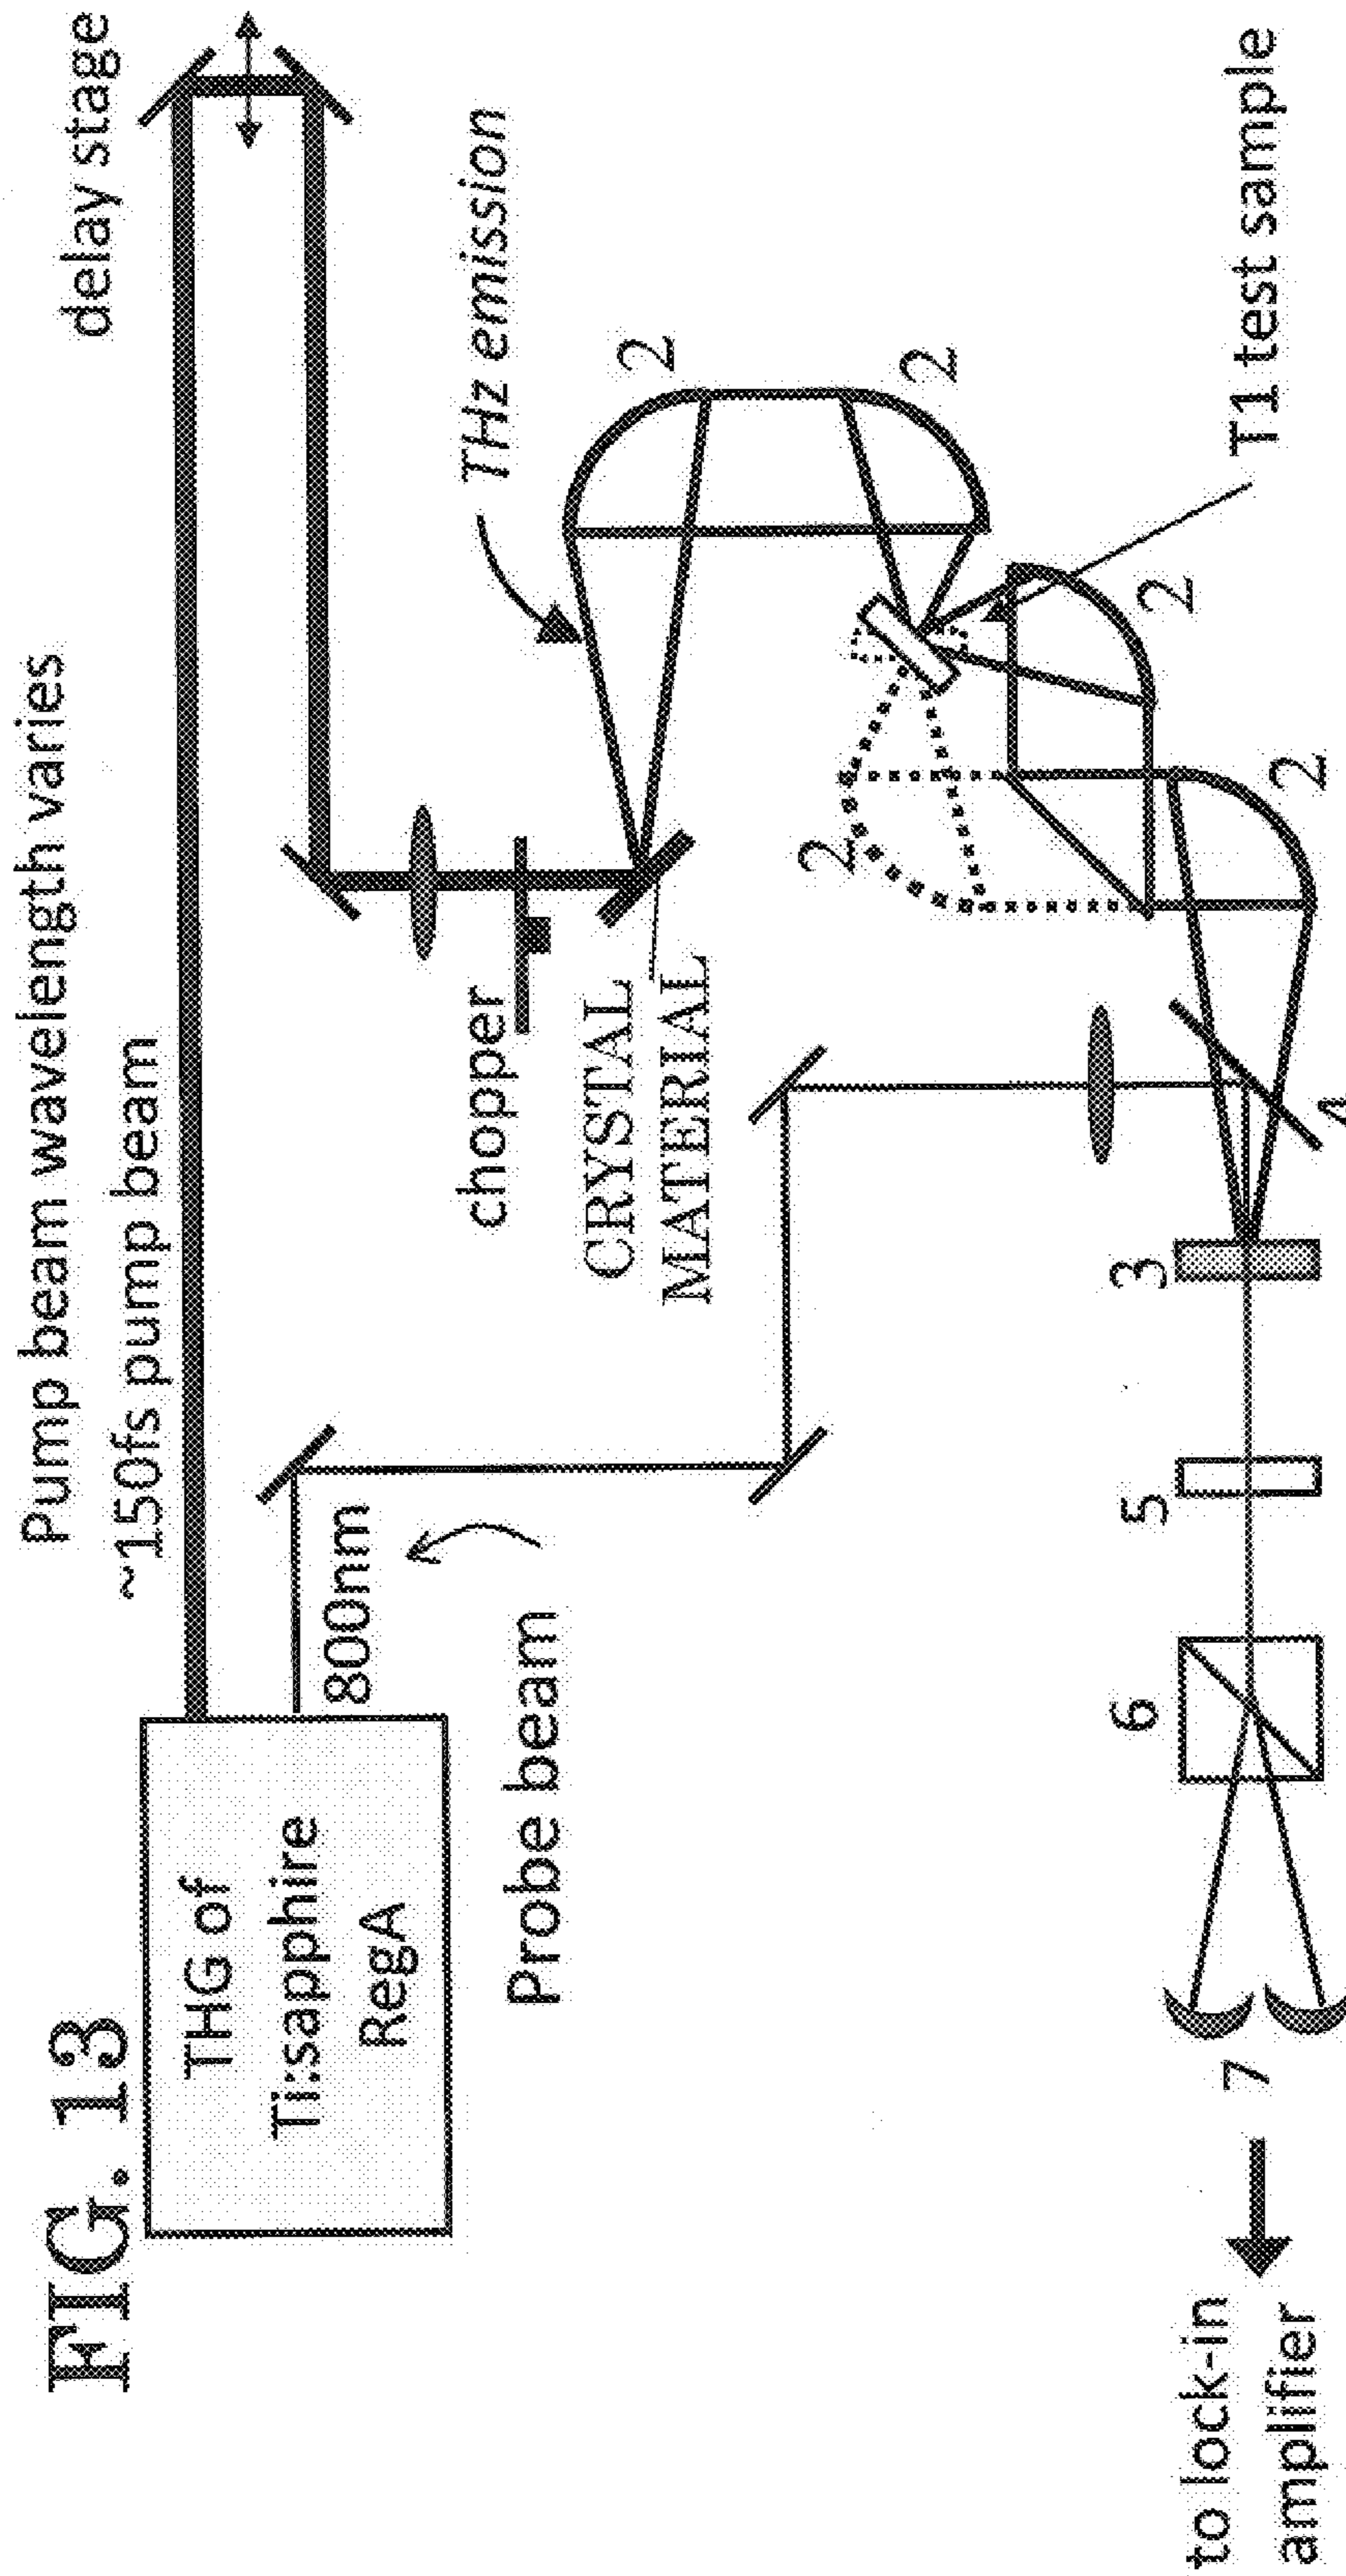 FIG. 13
Pump beam wavelength varies
~150fs pump beam
delay stage
THG of
Ti:sapphire
RegA
800nm
Probe beam
chopper
CRYSTAL
MATERIAL
THz emission
2
2
2
2
2
T1 test sample
3
4
5
6
7
to lock-in
amplifier